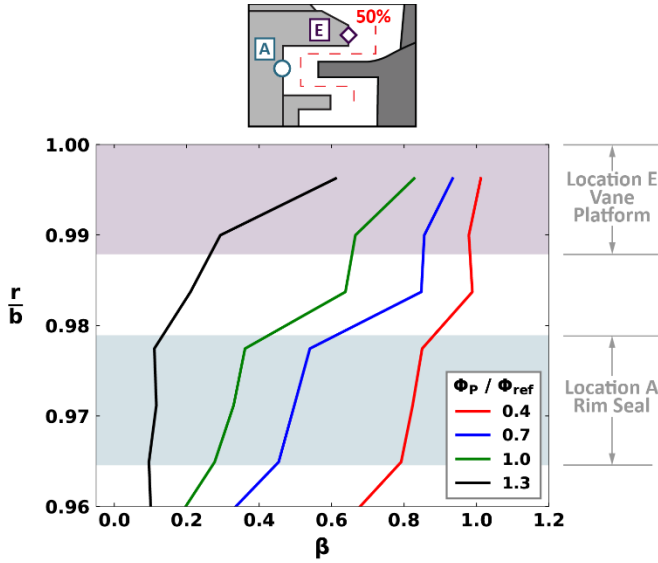 50%
E
A
1.00
0.99
0.98
0.97
0.96
r
b
0.0 0.2 0.4 0.6 0.8 1.0 1.2
β
ΦP / Φref
0.4
0.7
1.0
1.3
Location E
Vane
Platform
Location A
Rim Seal